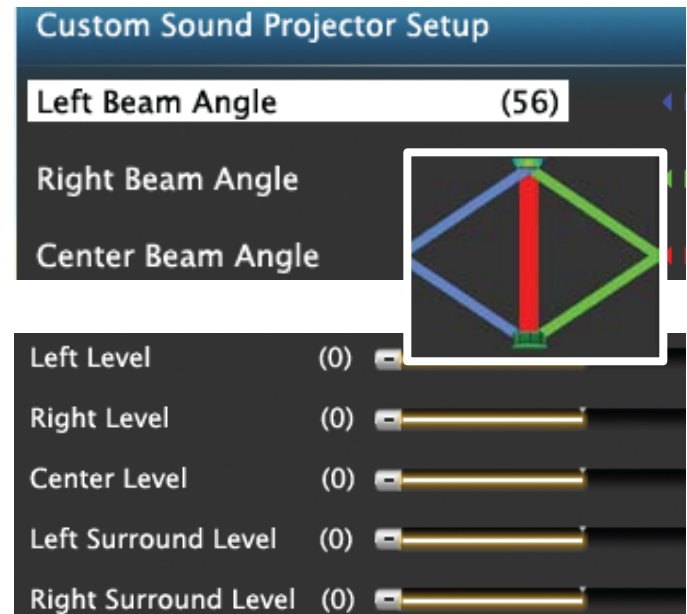 Custom Sound Projector Setup
Left Beam Angle (56)
Right Beam Angle
Center Beam Angle
Left Level (0)
Right Level (0)
Center Level (0)
Left Surround Level (0)
Right Surround Level (0)